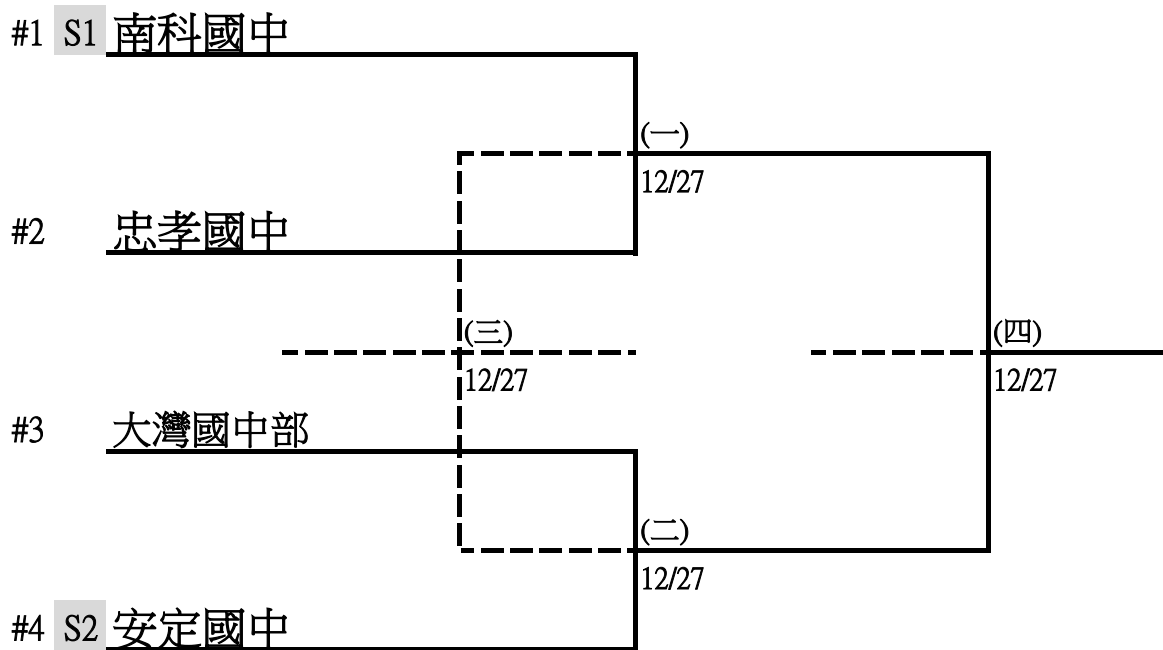 #1 S1 南科國中
(一)
12/27
#2 忠孝國中
(三) (四)
12/27 12/27
#3 大灣國中部
(二)
12/27
#4 S2 安定國中